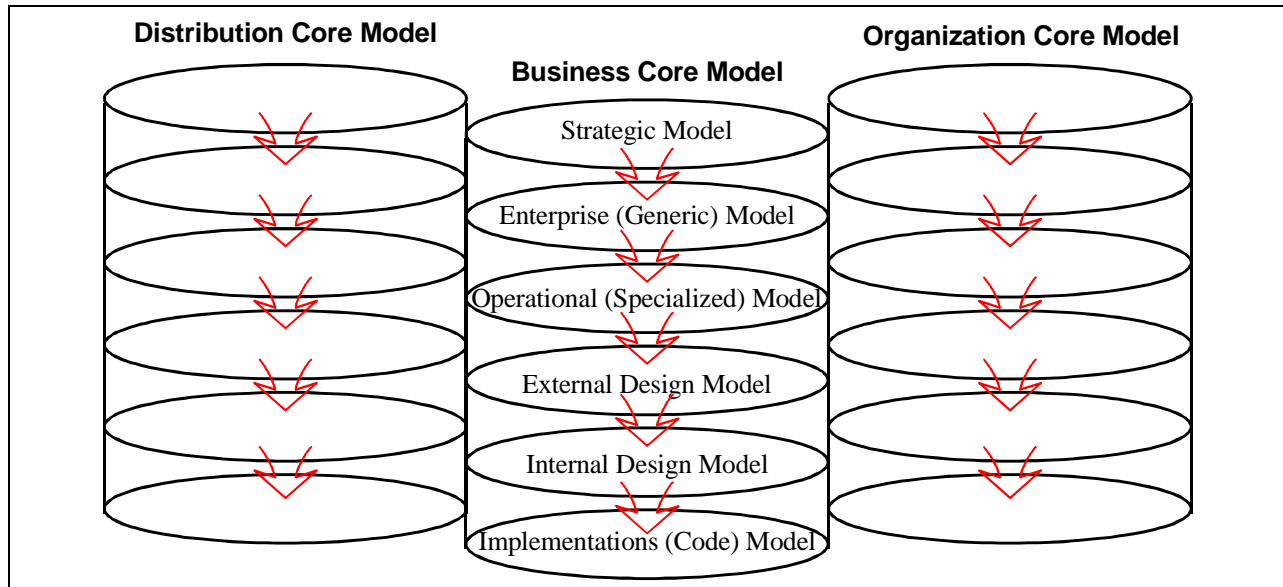 Distribution Core Model
Organization Core Model
Business Core Model
Strategic Model
Enterprise (Generic) Model
Operational (Specialized) Model
External Design Model
Internal Design Model
Implementations (Code) Model